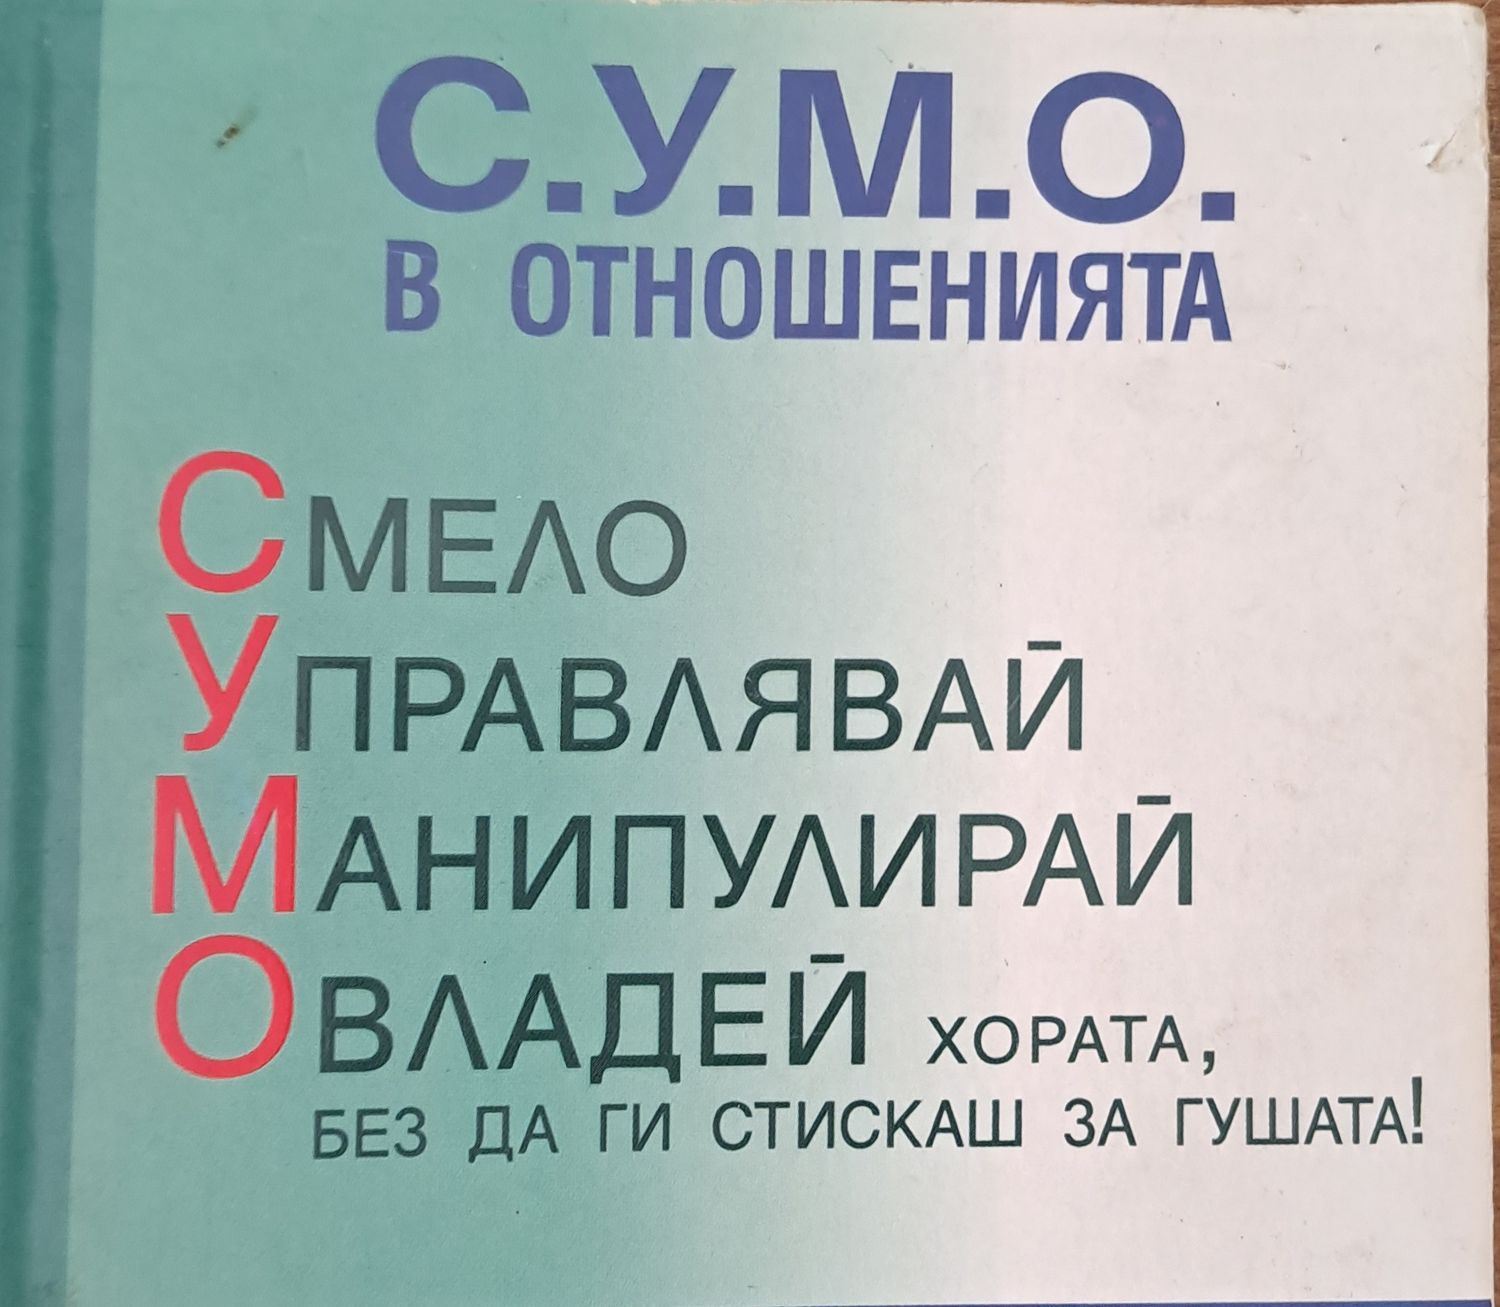 С.У.М.О.
В ОТНОШЕНИЯТА
СМЕЛО
УПРАВЛЯВАЙ
МАНИПУЛИРАЙ
ОВЛАДЕЙ ХОРАТА,
БЕЗ ДА ГИ СТИСКАШ ЗА ГУШАТА!